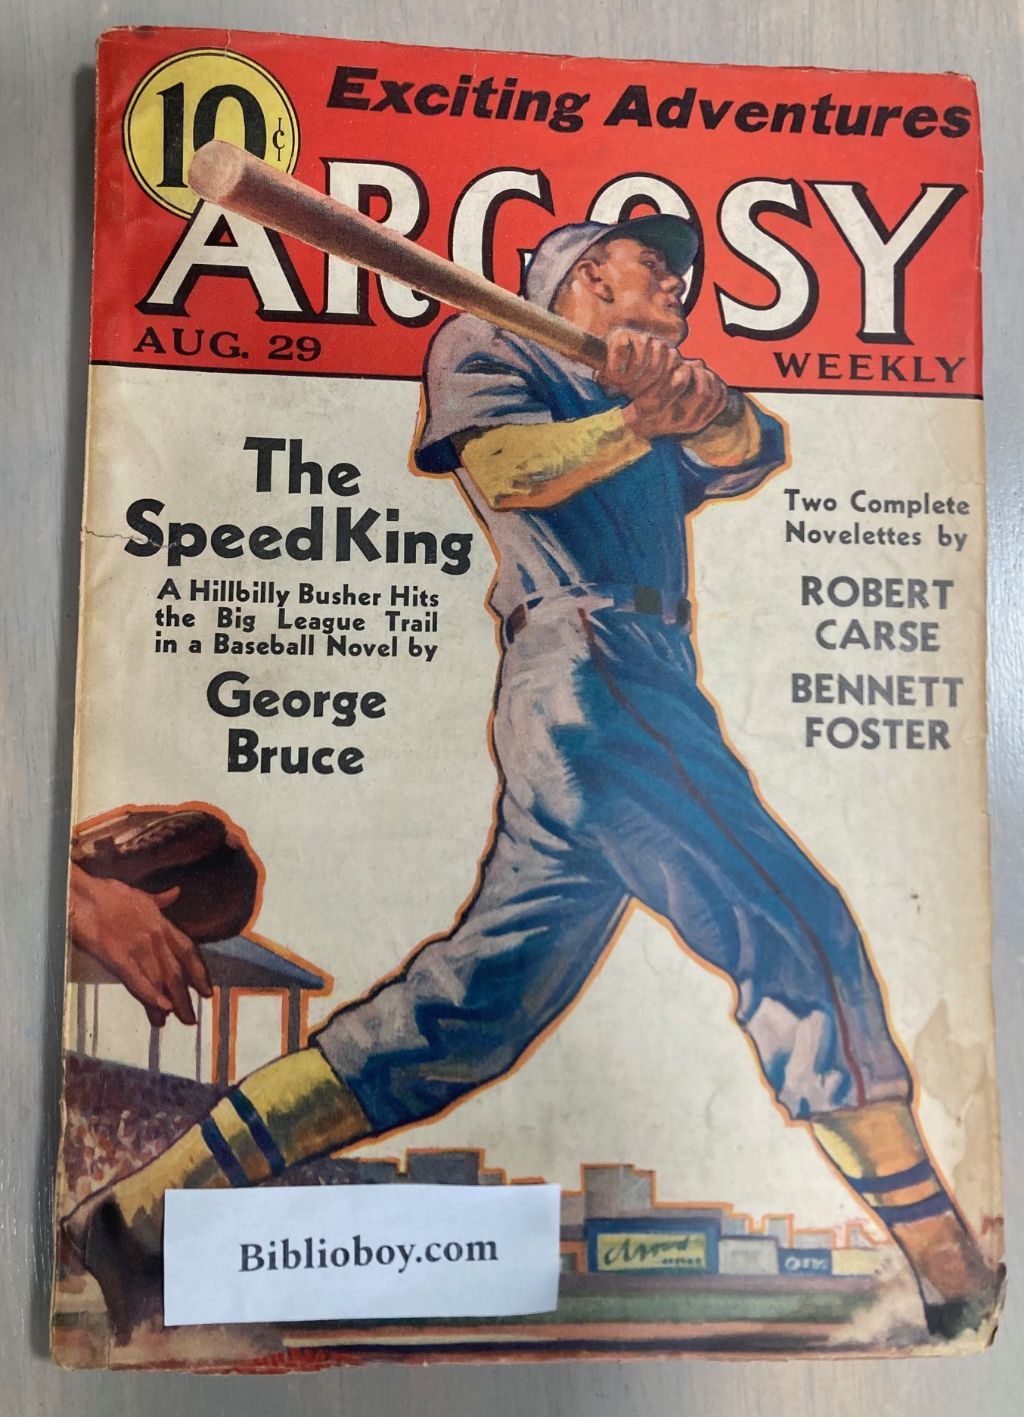 10¢
Exciting Adventures
ARGOSY
AUG. 29
WEEKLY
The
Speed King
A Hillbilly Busher Hits
the Big League Trail
in a Baseball Novel by
George
Bruce
Two Complete
Novelettes by
ROBERT
CARSE
BENNETT
FOSTER
Biblioboy.com